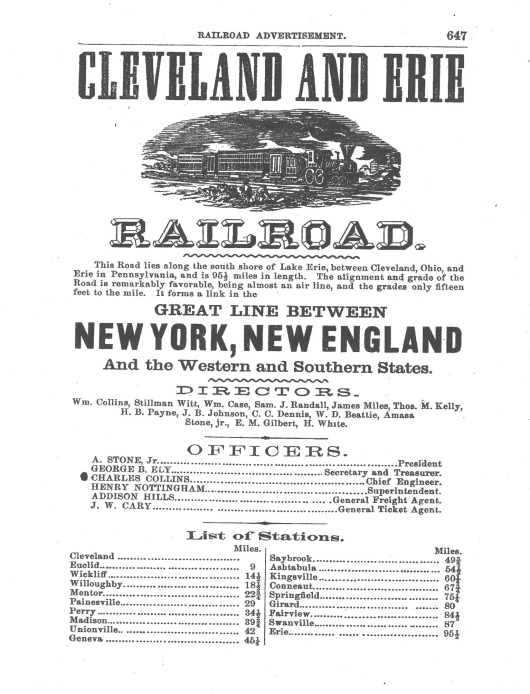 RAILROAD ADVERTISEMENT. 647
CLEVELAND AND ERIE
RAILROAD.
This Road lies along the south shore of Lake Erie, between Cleveland, Ohio, and
Erie in Pennsylvania, and is 95½ miles in length. The alignment and grade of the
Road is remarkably favorable, being almost an air line, and the grades only fifteen
feet to the mile. It forms a link in the
GREAT LINE BETWEEN
NEW YORK, NEW ENGLAND
And the Western and Southern States.
DIRECTORS.
Wm. Collins, Stillman Witt, Wm. Case, Sam. J. Randall, James Miles, Thos. M. Kelly,
H. B. Payne, J. B. Johnson, C. C. Dennis, W. D. Beattie, Amasa
Stone, jr., E. M. Gilbert, H. White.
OFFICERS.
A. STONE, Jr. President
GEORGE B. ELY Secretary and Treasurer.
CHARLES COLLINS Chief Engineer.
HENRY NOTTINGHAM Superintendent.
ADDISON HILLS General Freight Agent.
J. W. CARY General Ticket Agent.
List of Stations.
Miles.
Cleveland
Euclid 9
Wickliff 14½
Willoughby 18½
Mentor 22¾
Painesville 29
Perry 34½
Madison 39¾
Unionville 42
Geneva 45½
Miles.
Saybrook 49¾
Ashtabula 54½
Kingsville 60½
Conneaut 67¾
Springfield 75½
Girard 80
Fairview 84½
Swanville 87
Erie 95½